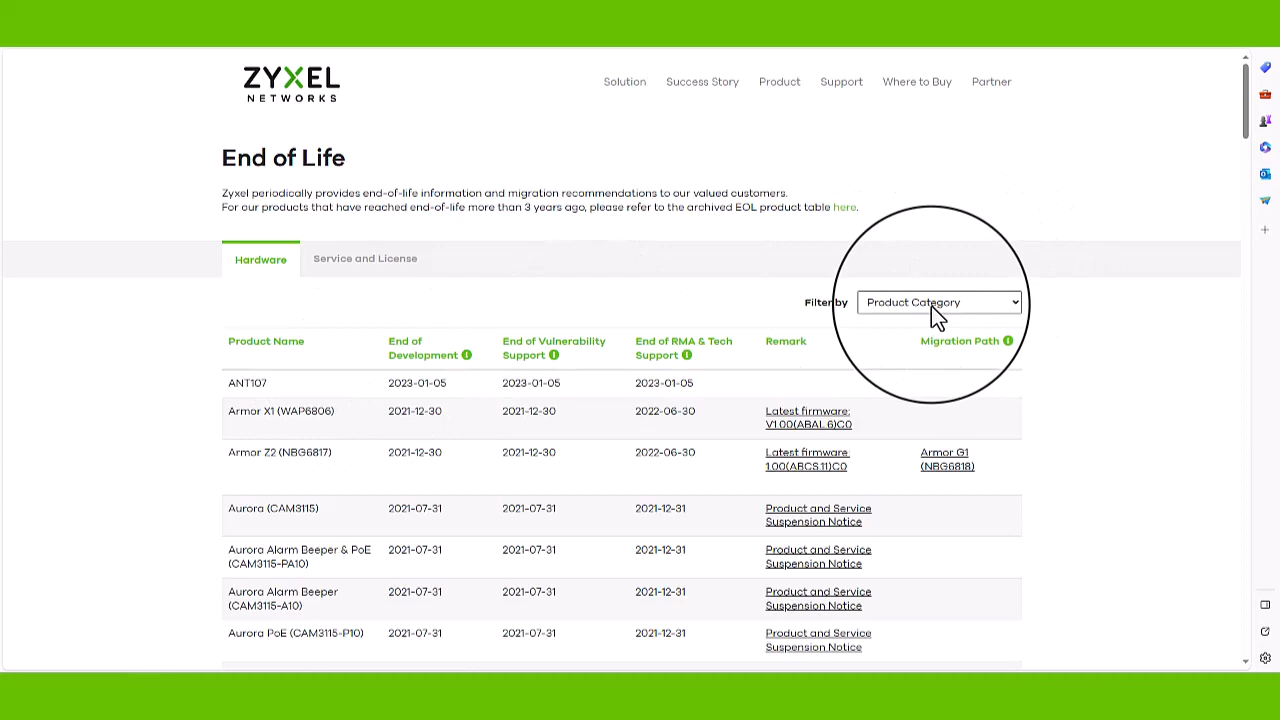 ZYXEL
NETWORKS
Solution Success Story Product Support Where to Buy Partner
End of Life
Zyxel periodically provides end-of-life information and migration recommendations to our valued customers.
For our products that have reached end-of-life more than 3 years ago, please refer to the archived EOL product table here.
Hardware Service and License
Filter by Product Category
Product Name End of Development End of Vulnerability Support End of RMA & Tech Support Remark Migration Path
ANT107 2023-01-05 2023-01-05 2023-01-05
Armor X1 (WAP6806) 2021-12-30 2021-12-30 2022-06-30 Latest firmware:
V1.00(ABAL.6)C0
Armor Z2 (NBG6817) 2021-12-30 2021-12-30 2022-06-30 Latest firmware: Armor G1
1.00(ABCS.11)C0 (NBG6818)
Aurora (CAM3115) 2021-07-31 2021-07-31 2021-12-31 Product and Service
Suspension Notice
Aurora Alarm Beeper & PoE 2021-07-31 2021-07-31 2021-12-31 Product and Service
(CAM3115-PA10) Suspension Notice
Aurora Alarm Beeper 2021-07-31 2021-07-31 2021-12-31 Product and Service
(CAM3115-A10) Suspension Notice
Aurora PoE (CAM3115-P10) 2021-07-31 2021-07-31 2021-12-31 Product and Service
Suspension Notice